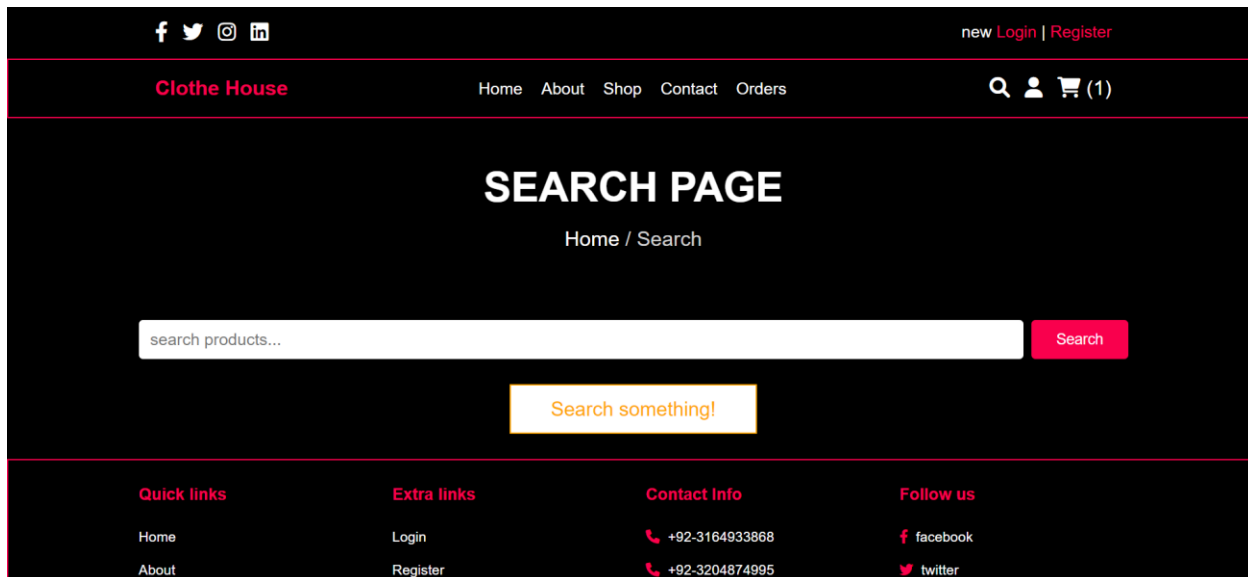 new Login | Register
Clothe House
Home About Shop Contact Orders
(1)
SEARCH PAGE
Home / Search
search products...
Search
Search something!
Quick links Extra links Contact Info Follow us
Home Login +92-3164933868 facebook
About Register +92-3204874995 twitter